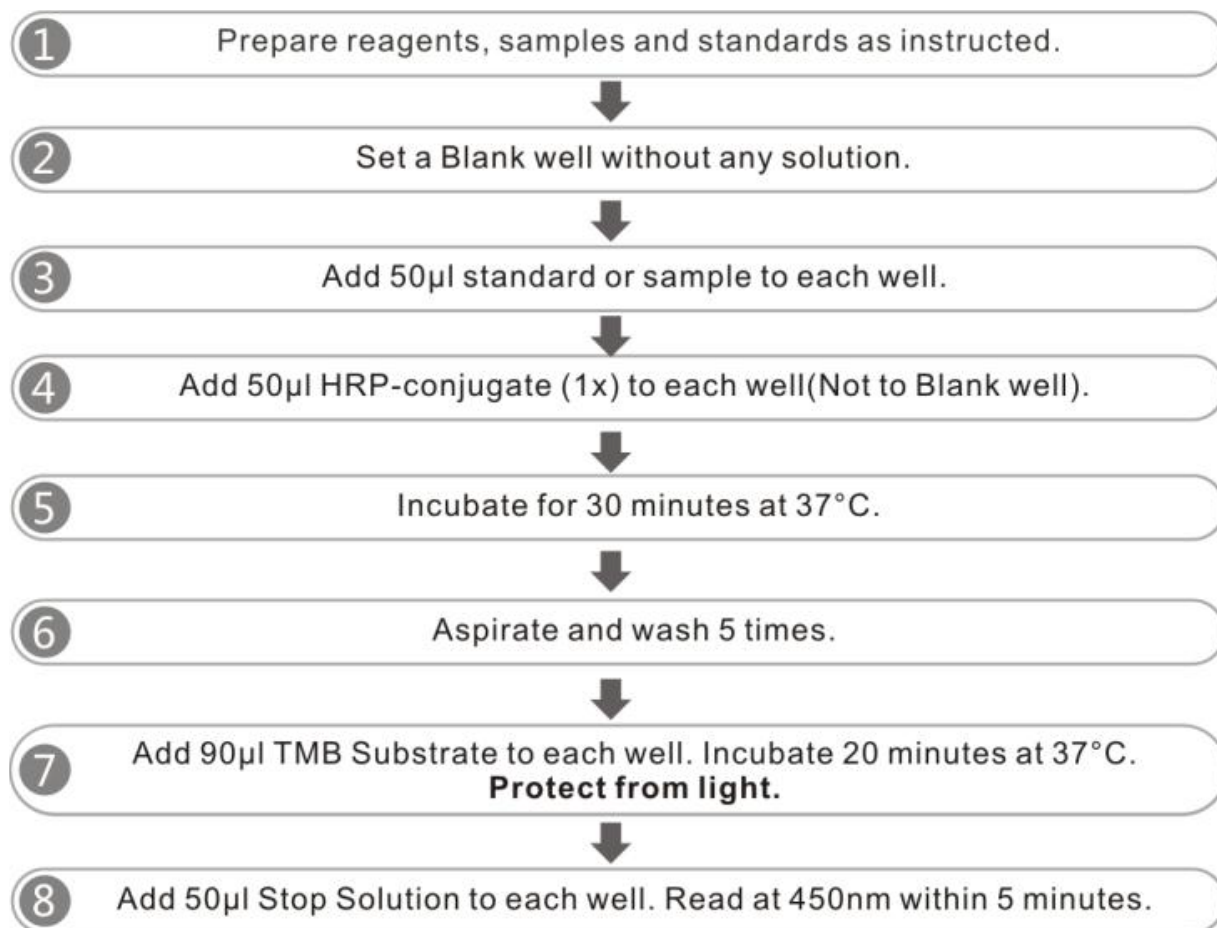 1 Prepare reagents, samples and standards as instructed.
2 Set a Blank well without any solution.
3 Add 50µl standard or sample to each well.
4 Add 50µl HRP-conjugate (1x) to each well(Not to Blank well).
5 Incubate for 30 minutes at 37°C.
6 Aspirate and wash 5 times.
7 Add 90µl TMB Substrate to each well. Incubate 20 minutes at 37°C.
Protect from light.
8 Add 50µl Stop Solution to each well. Read at 450nm within 5 minutes.